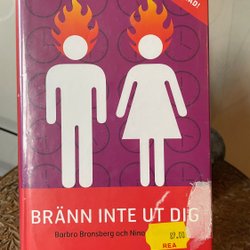 BRÄNN INTE UT DIG
Barbro Bronsberg och Nina
REA